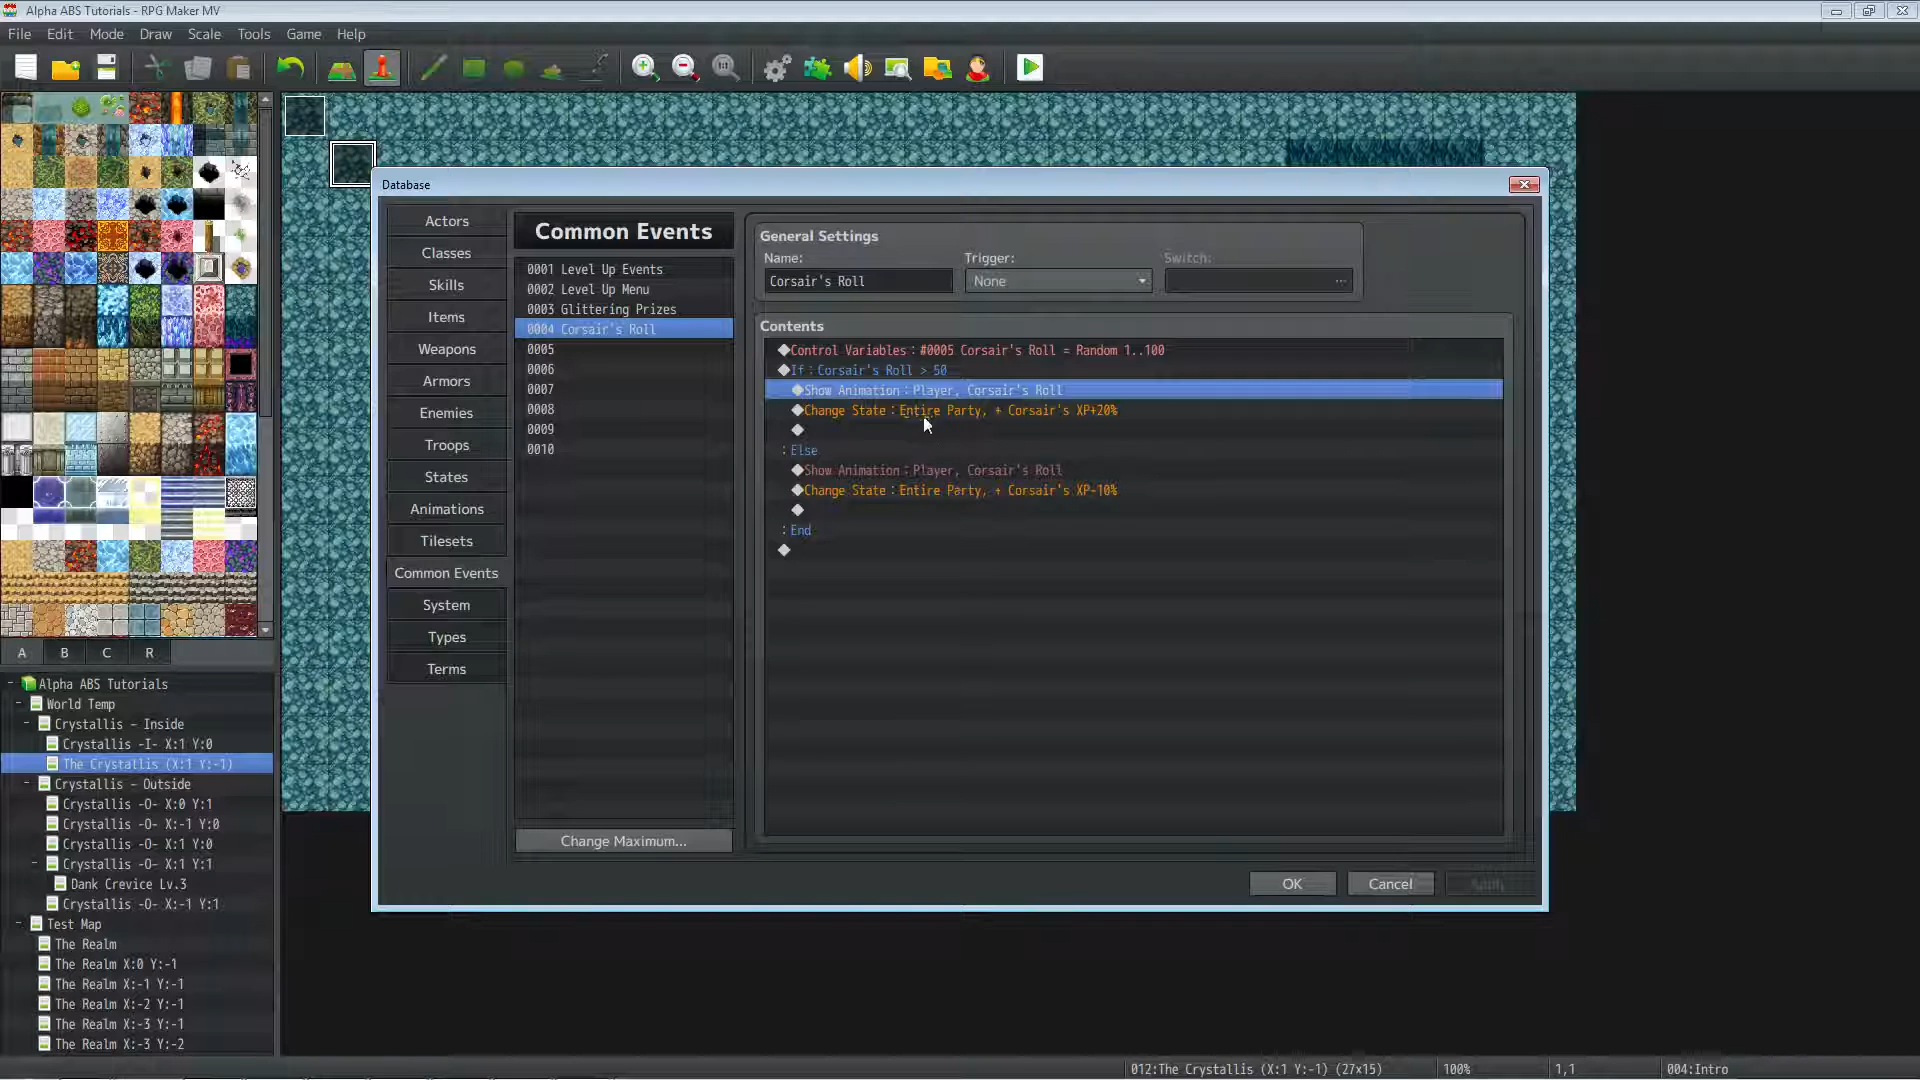 Alpha ABS Tutorials - RPG Maker MV
File Edit Mode Draw Scale Tools Game Help
Database
Actors
Classes
Skills
Items
Weapons
Armors
Enemies
Troops
States
Animations
Tilesets
Common Events
System
Types
Terms
Common Events
0001 Level Up Events
0002 Level Up Menu
0003 Glittering Prizes
0004 Corsair's Roll
0005
0006
0007
0008
0009
0010
Change Maximum...
General Settings
Name: Trigger: Switch:
Corsair's Roll None ...
Contents
◆Control Variables : #0005 Corsair's Roll = Random 1..100
◆If : Corsair's Roll > 50
◆Show Animation : Player, Corsair's Roll
◆Change State : Entire Party, + Corsair's XP+20%
◆
: Else
◆Show Animation : Player, Corsair's Roll
◆Change State : Entire Party, + Corsair's XP-10%
◆
: End
◆
OK Cancel Apply
A B C R
Alpha ABS Tutorials
World Temp
Crystallis - Inside
Crystallis -I- X:1 Y:0
The Crystallis (X:1 Y:-1)
Crystallis - Outside
Crystallis -O- X:0 Y:1
Crystallis -O- X:-1 Y:0
Crystallis -O- X:1 Y:0
Crystallis -O- X:1 Y:1
Dank Crevice Lv.3
Crystallis -O- X:-1 Y:1
Test Map
The Realm
The Realm X:0 Y:-1
The Realm X:-1 Y:-1
The Realm X:-2 Y:-1
The Realm X:-3 Y:-1
The Realm X:-3 Y:-2
012:The Crystallis (X:1 Y:-1) (27x15) 100% 1,1 004:Intro